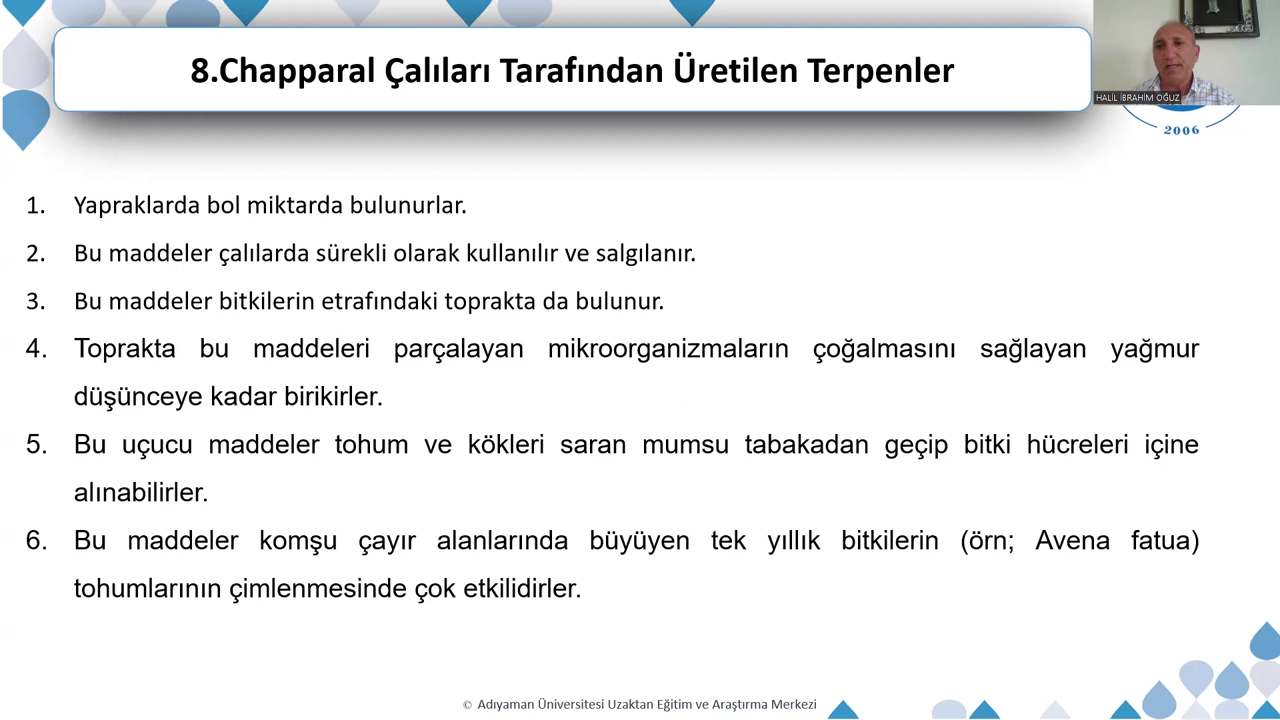 8.Chapparal Çalıları Tarafından Üretilen Terpenler
HALİL İBRAHİM OĞUZ
2006
1. Yapraklarda bol miktarda bulunurlar.
2. Bu maddeler çalılarda sürekli olarak kullanılır ve salgılanır.
3. Bu maddeler bitkilerin etrafındaki toprakta da bulunur.
4. Toprakta bu maddeleri parçalayan mikroorganizmaların çoğalmasını sağlayan yağmur
düşünceye kadar birikirler.
5. Bu uçucu maddeler tohum ve kökleri saran mumsu tabakadan geçip bitki hücreleri içine
alınabilirler.
6. Bu maddeler komşu çayır alanlarında büyüyen tek yıllık bitkilerin (örn; Avena fatua)
tohumlarının çimlenmesinde çok etkilidirler.
© Adıyaman Üniversitesi Uzaktan Eğitim ve Araştırma Merkezi